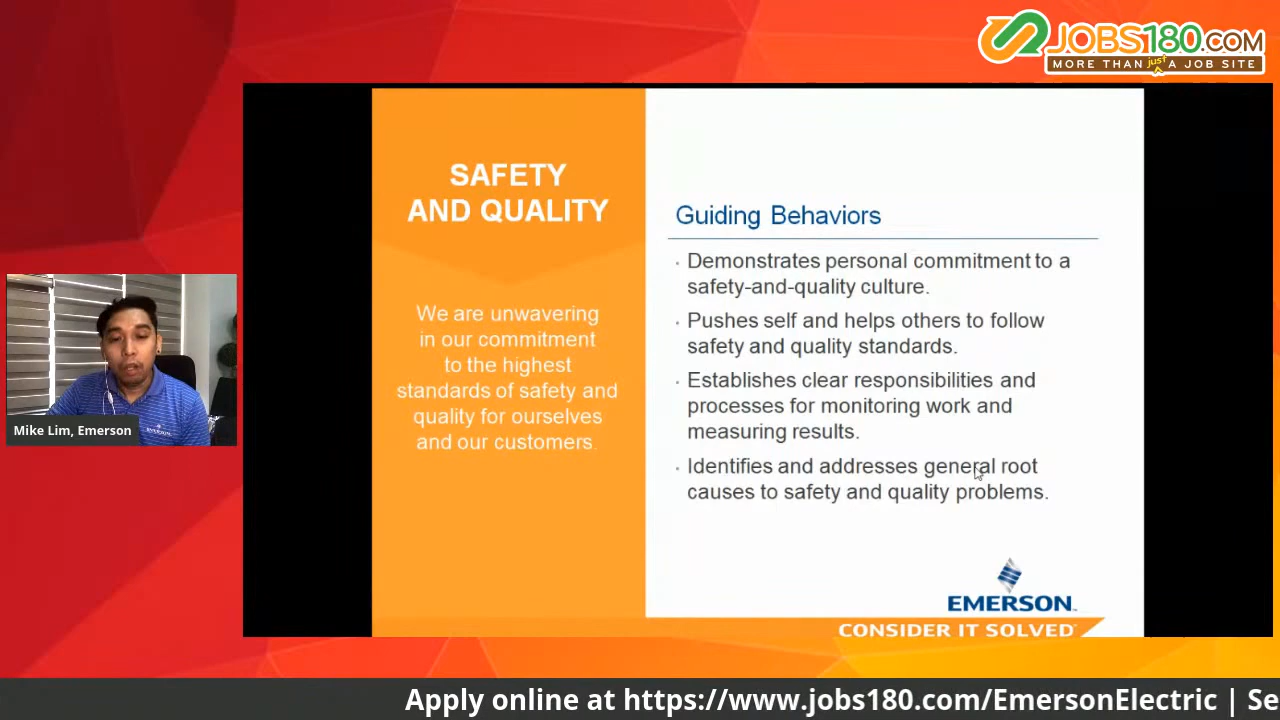 JOBS180.COM
MORE THAN just A JOB SITE
SAFETY
AND QUALITY
We are unwavering
in our commitment
to the highest
standards of safety and
quality for ourselves
and our customers.
Guiding Behaviors
· Demonstrates personal commitment to a
safety-and-quality culture.
· Pushes self and helps others to follow
safety and quality standards.
· Establishes clear responsibilities and
processes for monitoring work and
measuring results.
· Identifies and addresses general root
causes to safety and quality problems.
EMERSON™
CONSIDER IT SOLVED
Mike Lim, Emerson
Apply online at https://www.jobs180.com/EmersonElectric | Se